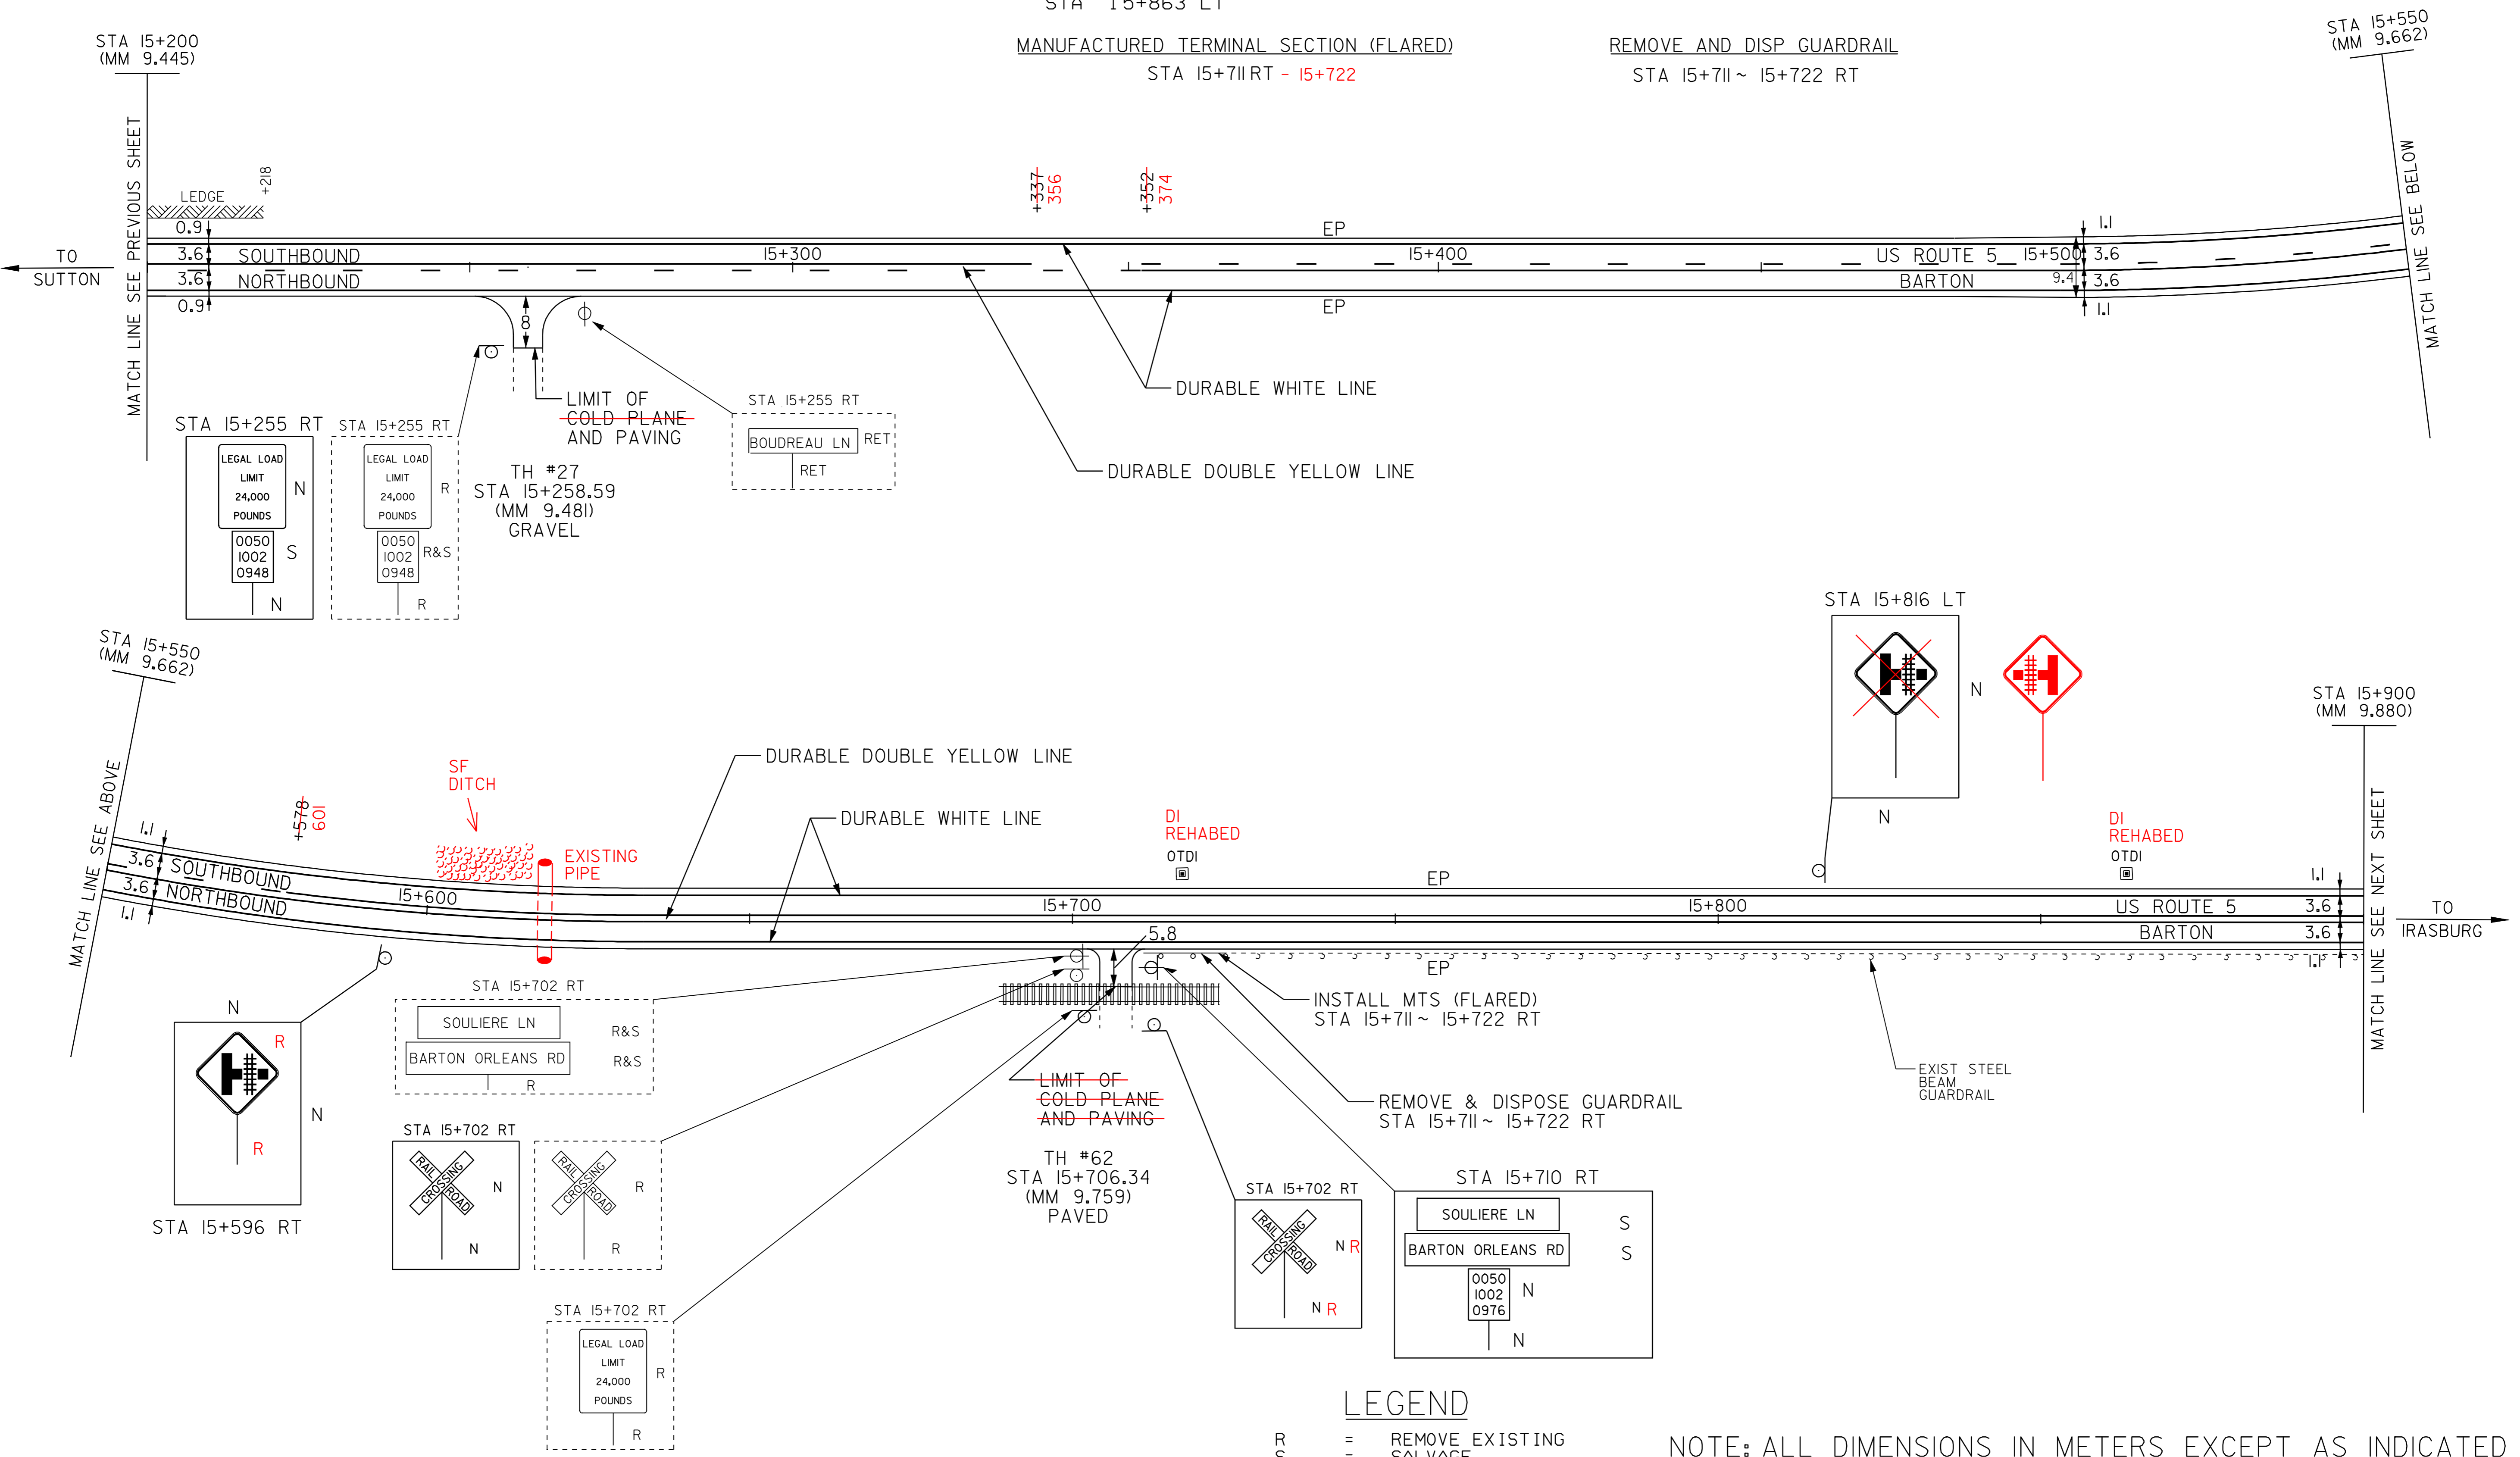 STA 15+863 LT
MANUFACTURED TERMINAL SECTION (FLARED)
STA 15+711 RT - 15+722
REMOVE AND DISP GUARDRAIL
STA 15+711 ~ 15+722 RT
STA 15+200
(MM 9.445)
STA 15+550
(MM 9.662)
MATCH LINE SEE PREVIOUS SHEET
LEDGE
+218
+337
356
+352
374
MATCH LINE SEE BELOW
TO
SUTTON
0.9
3.6
3.6
0.9
SOUTHBOUND
NORTHBOUND
15+300
EP
15+400
EP
US ROUTE 5
BARTON
15+500
9.4
1.1
3.6
3.6
1.1
8
LIMIT OF
COLD PLANE
AND PAVING
DURABLE WHITE LINE
DURABLE DOUBLE YELLOW LINE
STA 15+255 RT
LEGAL LOAD
LIMIT
24,000
POUNDS
N
0050
1002
0948
S
N
STA 15+255 RT
LEGAL LOAD
LIMIT
24,000
POUNDS
R
0050
1002
0948
R&S
R
TH #27
STA 15+258.59
(MM 9.481)
GRAVEL
STA 15+255 RT
BOUDREAU LN
RET
RET
STA 15+550
(MM 9.662)
MATCH LINE SEE ABOVE
+578
601
SF
DITCH
EXISTING
PIPE
DURABLE DOUBLE YELLOW LINE
DURABLE WHITE LINE
DI
REHABED
OTDI
STA 15+816 LT
N
N
DI
REHABED
OTDI
STA 15+900
(MM 9.880)
MATCH LINE SEE NEXT SHEET
1.1
3.6
3.6
1.1
SOUTHBOUND
NORTHBOUND
15+600
15+700
EP
15+800
EP
US ROUTE 5
BARTON
1.1
3.6
3.6
1.1
TO
IRASBURG
5.8
INSTALL MTS (FLARED)
STA 15+711 ~ 15+722 RT
REMOVE & DISPOSE GUARDRAIL
STA 15+711 ~ 15+722 RT
EXIST STEEL
BEAM
GUARDRAIL
N
R
N
R
STA 15+596 RT
STA 15+702 RT
SOULIERE LN
R&S
BARTON ORLEANS RD
R&S
R
STA 15+702 RT
RAIL ROAD
CROSSING
N
N
RAIL ROAD
CROSSING
R
R
STA 15+702 RT
LEGAL LOAD
LIMIT
24,000
POUNDS
R
R
LIMIT OF
COLD PLANE
AND PAVING
TH #62
STA 15+706.34
(MM 9.759)
PAVED
STA 15+702 RT
RAIL ROAD
CROSSING
N R
N R
STA 15+710 RT
SOULIERE LN
S
BARTON ORLEANS RD
S
0050
1002
0976
N
N
LEGEND
R = REMOVE EXISTING
S = SALVAGE
NOTE: ALL DIMENSIONS IN METERS EXCEPT AS INDICATED